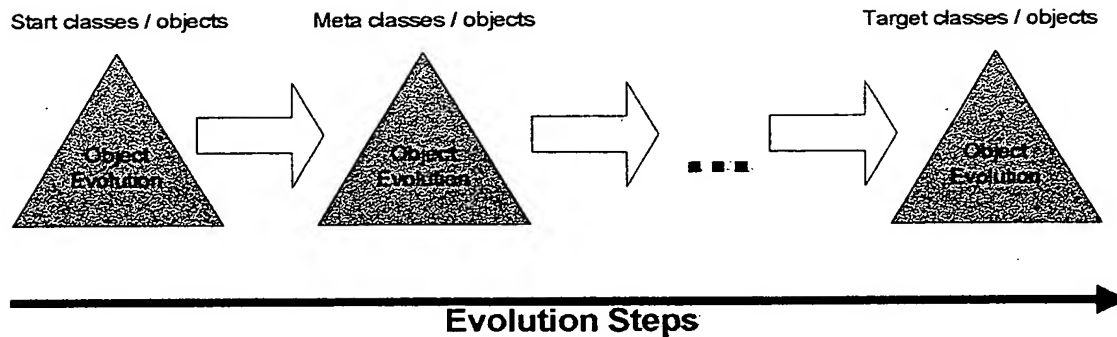 Start classes / objects
Meta classes / objects
Target classes / objects
Object
Evolution
Object
Evolution
...
Object
Evolution
Evolution Steps